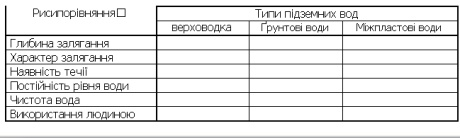 Рисипорівняння☐ Типи підземних вод
верховодка Ґрунтові води Міжпластові води
Глибина залягання
Характер залягання
Наявність течії
Постійність рівня води
Чистота вода
Використання людиною